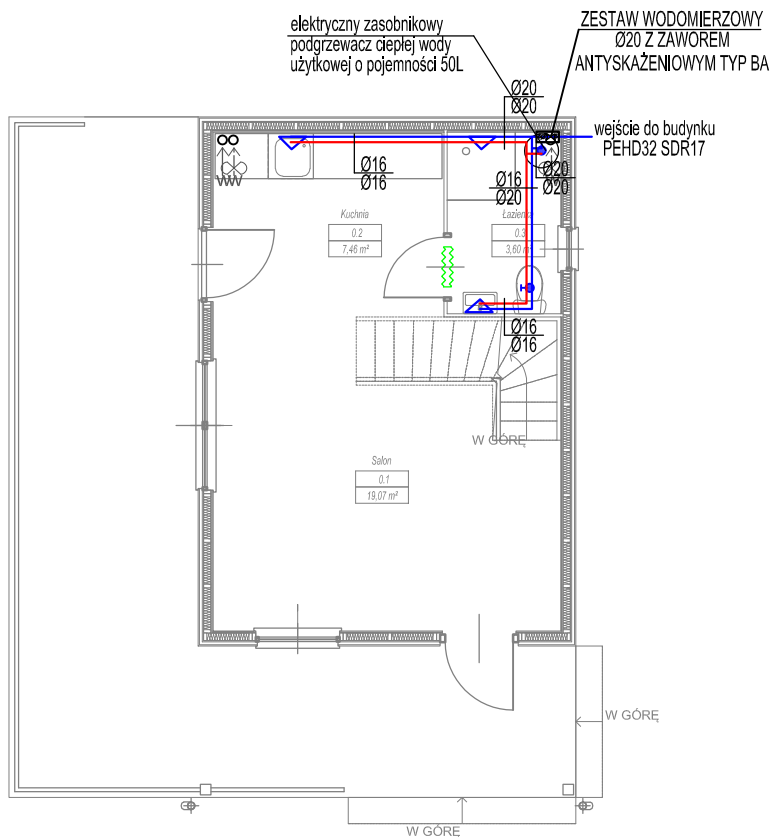 elektryczny zasobnikowy
podgrzewacz ciepłej wody
użytkowej o pojemności 50L
ZESTAW WODOMIERZOWY
Ø20 Z ZAWOREM
ANTYSKAŻENIOWYM TYP BA
Ø20
Ø20
wejście do budynku
PEHD32 SDR17
Ø16
Ø16
Ø16
Ø20
Ø20
Ø20
Kuchnia
0.2
7,46 m²
0.3
3,60 m²
Ø16
Ø16
W GÓRĘ
Salon
0.1
19,07 m²
W GÓRĘ
W GÓRĘ